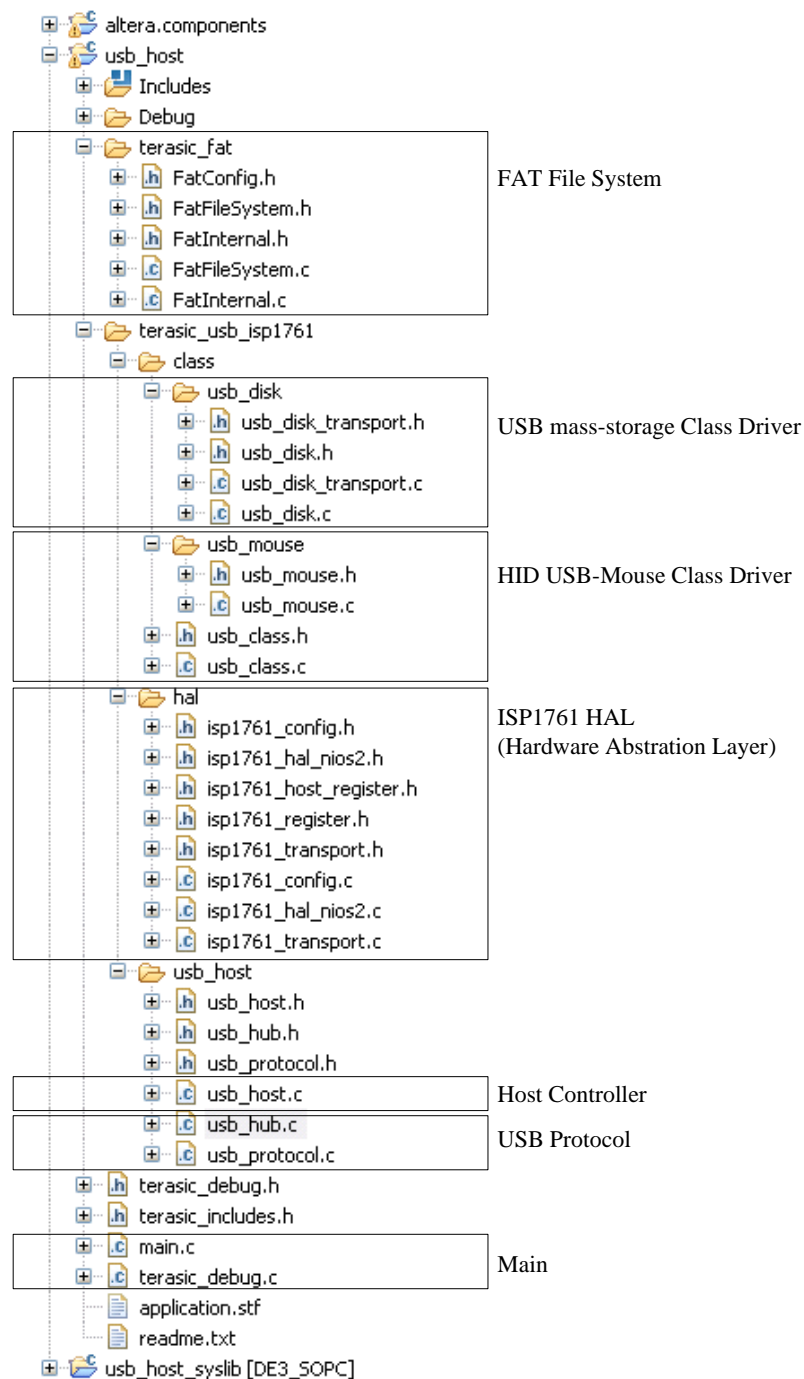 altera.components
usb_host
Includes
Debug
terasic_fat
FatConfig.h
FAT File System
FatFileSystem.h
FatInternal.h
FatFileSystem.c
FatInternal.c
terasic_usb_isp1761
class
usb_disk
usb_disk_transport.h
USB mass-storage Class Driver
usb_disk.h
usb_disk_transport.c
usb_disk.c
usb_mouse
usb_mouse.h
HID USB-Mouse Class Driver
usb_mouse.c
usb_class.h
usb_class.c
hal
ISP1761 HAL
(Hardware Abstration Layer)
isp1761_config.h
isp1761_hal_nios2.h
isp1761_host_register.h
isp1761_register.h
isp1761_transport.h
isp1761_config.c
isp1761_hal_nios2.c
isp1761_transport.c
usb_host
usb_host.h
usb_hub.h
usb_protocol.h
usb_host.c
Host Controller
usb_hub.c
USB Protocol
usb_protocol.c
terasic_debug.h
terasic_includes.h
main.c
Main
terasic_debug.c
application.stf
readme.txt
usb_host_syslib [DE3_SOPC]